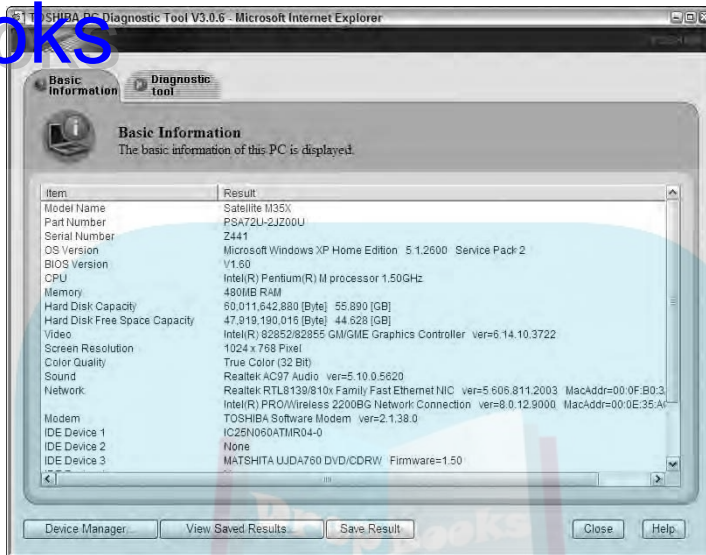 TOSHIBA PC Diagnostic Tool V3.0.6 - Microsoft Internet Explorer
oks
Basic
Information
Diagnostic
tool
Basic Information
The basic information of this PC is displayed.
Item Result
Model Name Satellite M35X
Part Number PSA72U-2JZ00U
Serial Number Z441
OS Version Microsoft Windows XP Home Edition 5.1.2600 Service Pack 2
BIOS Version V1.60
CPU Intel(R) Pentium(R) M processor 1.50GHz
Memory 480MB RAM
Hard Disk Capacity 60,011,642,880 [Byte] 55.890 [GB]
Hard Disk Free Space Capacity 47,919,190,016 [Byte] 44.628 [GB]
Video Intel(R) 82852/82855 GM/GME Graphics Controller ver=6.14.10.3722
Screen Resolution 1024 x 768 Pixel
Color Quality True Color (32 Bit)
Sound Realtek AC97 Audio ver=5.10.0.5620
Network Realtek RTL8139/810x Family Fast Ethernet NIC ver=5.606.811.2003 MacAddr=00:0F:B0:3
Intel(R) PRO/Wireless 2200BG Network Connection ver=8.0.12.9000 MacAddr=00:0E:35:A
Modem TOSHIBA Software Modem ver=2.1.38.0
IDE Device 1 IC25N060ATMR04-0
IDE Device 2 None
IDE Device 3 MATSHITA UJDA760 DVD/CDRW Firmware=1.50
Drop Books
Device Manager... View Saved Results... Save Result Close Help